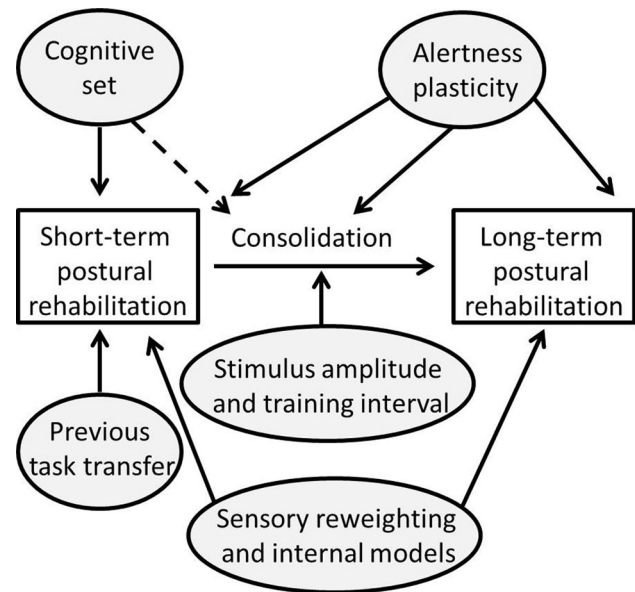 Cognitive
set
Alertness
plasticity
Short-term
postural
rehabilitation
Consolidation
Long-term
postural
rehabilitation
Stimulus amplitude
and training interval
Previous
task transfer
Sensory reweighting
and internal models